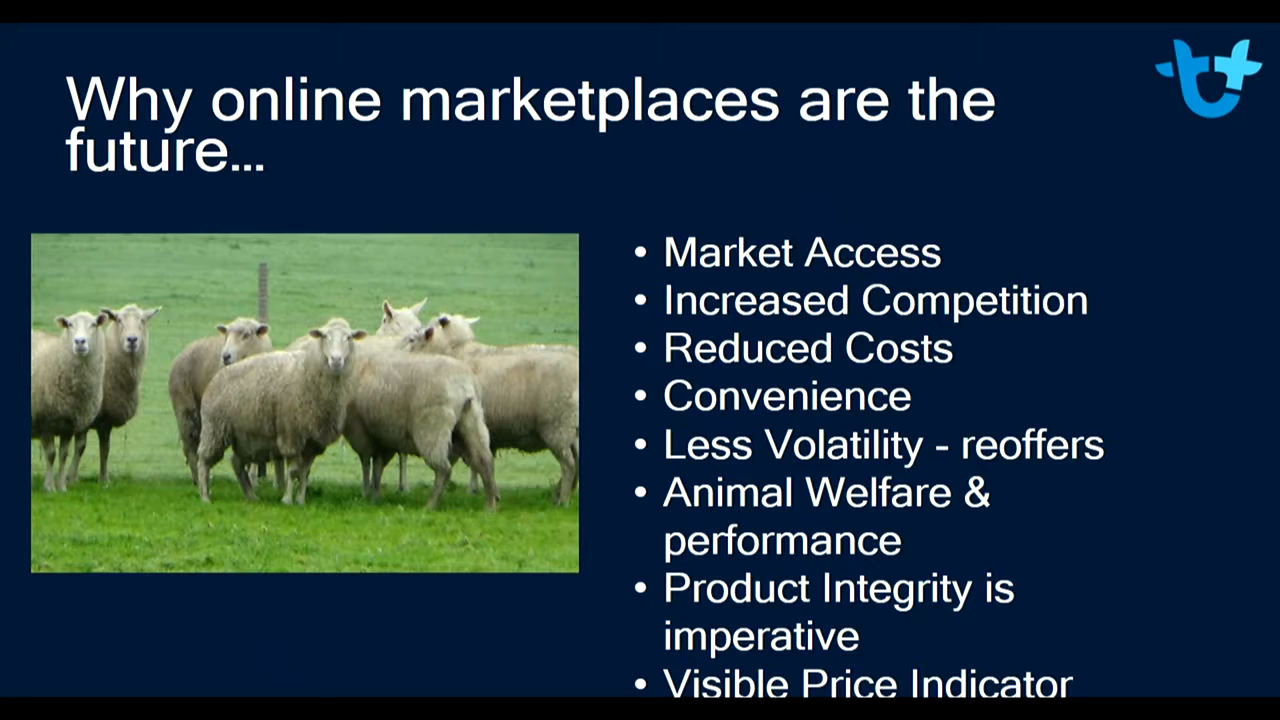 Why online marketplaces are the
future...
• Market Access
• Increased Competition
• Reduced Costs
• Convenience
• Less Volatility - reoffers
• Animal Welfare &
performance
• Product Integrity is
imperative
• Visible Price Indicator